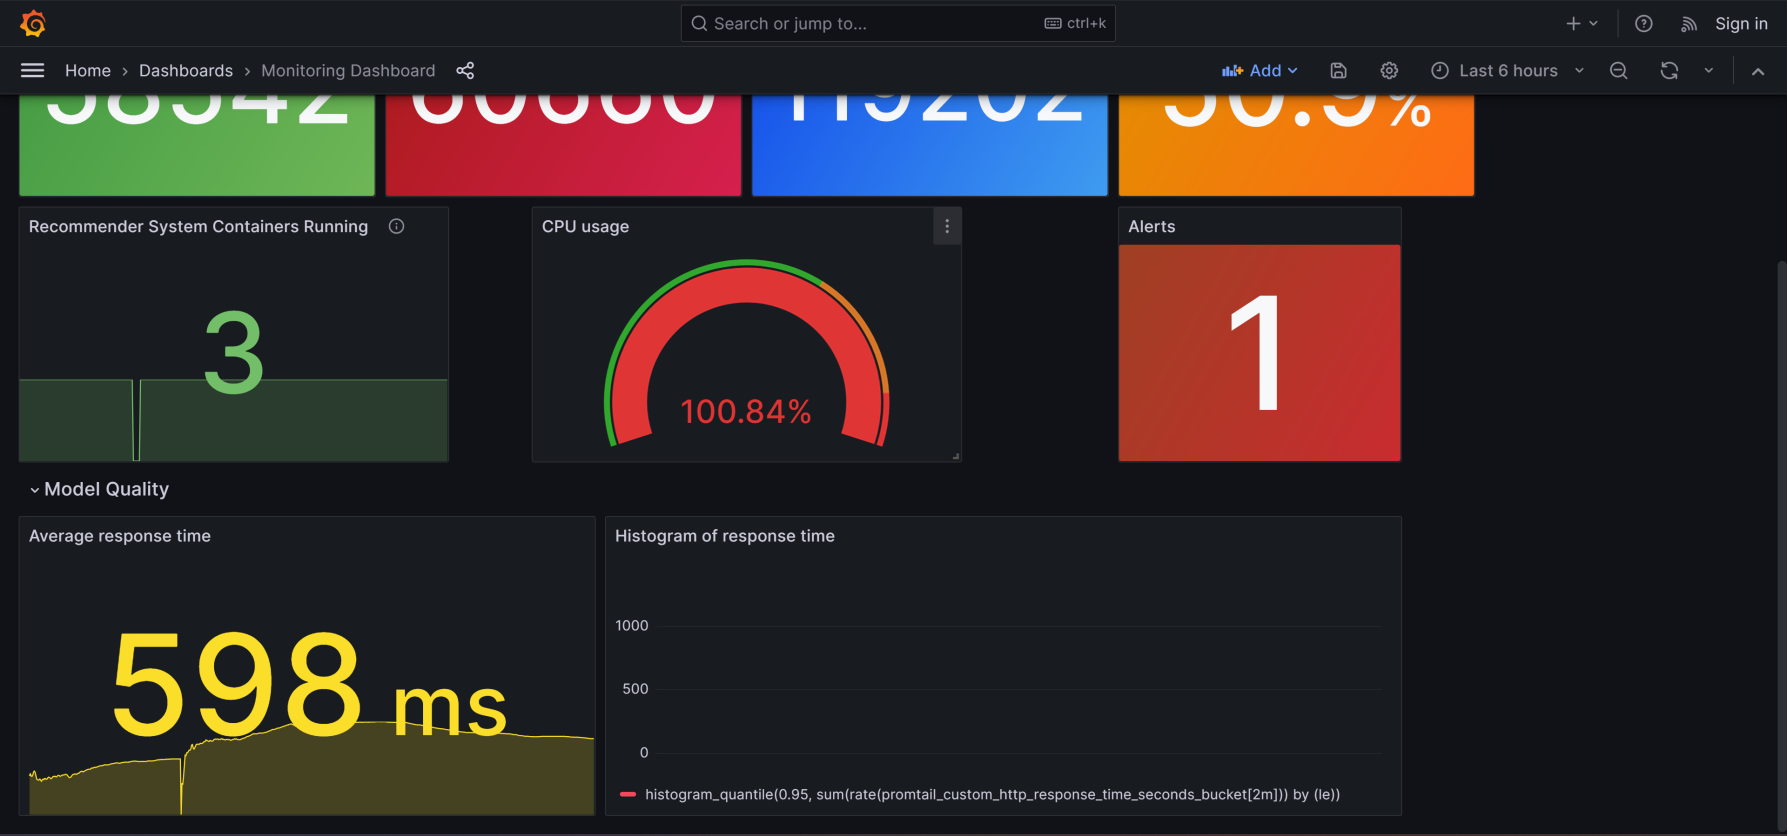 Search or jump to...
ctrl+k
Sign in
Home
Dashboards
Monitoring Dashboard
Add
Last 6 hours
119202
%
Recommender System Containers Running
3
CPU usage
100.84%
Alerts
1
Model Quality
Average response time
598 ms
Histogram of response time
1000
500
0
histogram_quantile(0.95, sum(rate(promtail_custom_http_response_time_seconds_bucket[2m])) by (le))